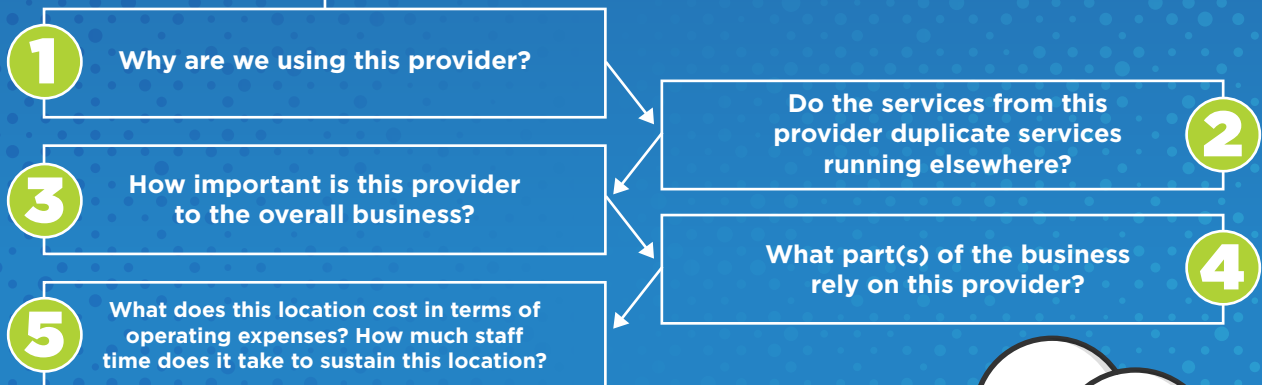 1
Why are we using this provider?
2
Do the services from this
provider duplicate services
running elsewhere?
3
How important is this provider
to the overall business?
4
What part(s) of the business
rely on this provider?
5
What does this location cost in terms of
operating expenses? How much staff
time does it take to sustain this location?